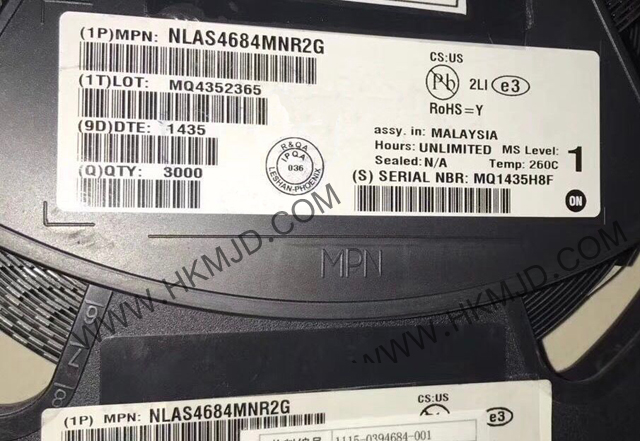 (1P)MPN: NLAS4684MNR2G
(1T)LOT: MQ4352365
(9D)DTE: 1435
(Q)QTY: 3000
R&QA
IPQA
036
LESHAN-PHOENIX
CS:US
Pb 2LI e3
RoHS=Y
assy. in: MALAYSIA
Hours: UNLIMITED MS Level: 1
Sealed: N/A Temp: 260C
(S) SERIAL NBR: MQ1435H8F
ON
MPN
WWW.HKMJD.COM
WWW.HKMJD.COM
(1P) MPN: NLAS4684MNR2G
CS:US
e3
1115-0394684-001